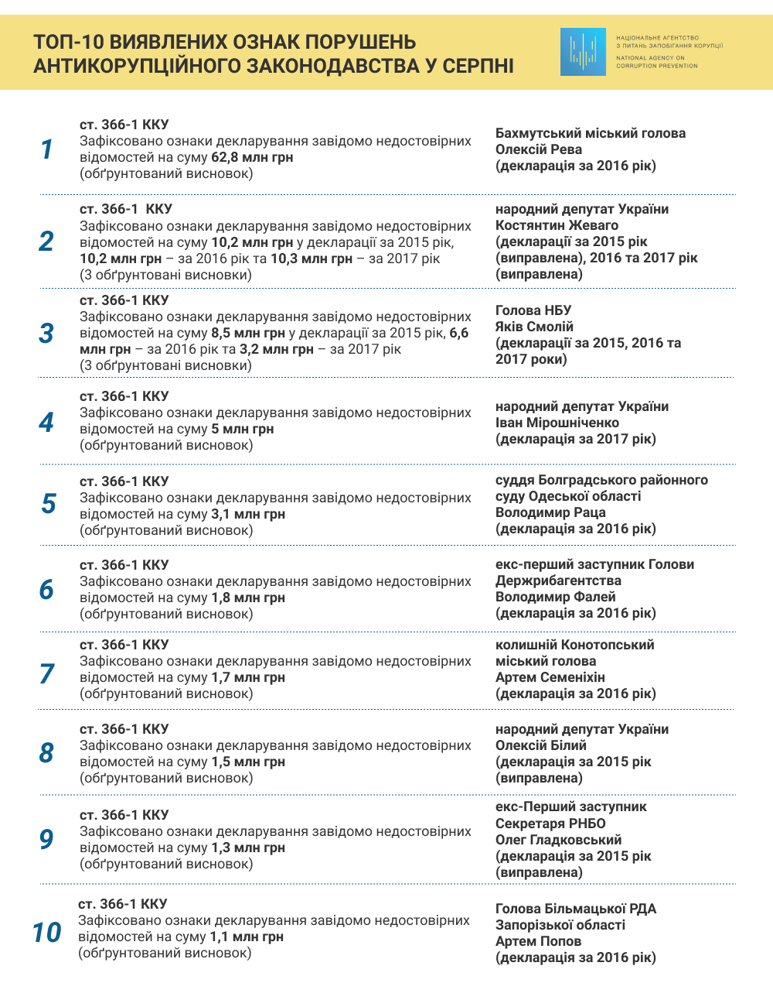 ТОП-10 ВИЯВЛЕНИХ ОЗНАК ПОРУШЕНЬ
АНТИКОРУПЦІЙНОГО ЗАКОНОДАВСТВА У СЕРПНІ
НАЦІОНАЛЬНЕ АГЕНТСТВО
З ПИТАНЬ ЗАПОБІГАННЯ КОРУПЦІЇ
NATIONAL AGENCY ON
CORRUPTION PREVENTION
1
ст. 366-1 ККУ
Зафіксовано ознаки декларування завідомо недостовірних
відомостей на суму 62,8 млн грн
(обґрунтований висновок)
Бахмутський міський голова
Олексій Рева
(декларація за 2016 рік)
2
ст. 366-1 ККУ
Зафіксовано ознаки декларування завідомо недостовірних
відомостей на суму 10,2 млн грн у декларації за 2015 рік,
10,2 млн грн – за 2016 рік та 10,3 млн грн – за 2017 рік
(3 обґрунтовані висновки)
народний депутат України
Костянтин Жеваго
(декларації за 2015 рік
(виправлена), 2016 та 2017 рік
(виправлена)
3
ст. 366-1 ККУ
Зафіксовано ознаки декларування завідомо недостовірних
відомостей на суму 8,5 млн грн у декларації за 2015 рік, 6,6
млн грн – за 2016 рік та 3,2 млн грн – за 2017 рік
(3 обґрунтовані висновки)
Голова НБУ
Яків Смолій
(декларації за 2015, 2016 та
2017 роки)
4
ст. 366-1 ККУ
Зафіксовано ознаки декларування завідомо недостовірних
відомостей на суму 5 млн грн
(обґрунтований висновок)
народний депутат України
Іван Мірошніченко
(декларація за 2017 рік)
5
ст. 366-1 ККУ
Зафіксовано ознаки декларування завідомо недостовірних
відомостей на суму 3,1 млн грн
(обґрунтований висновок)
суддя Болградського районного
суду Одеської області
Володимир Раца
(декларація за 2016 рік)
6
ст. 366-1 ККУ
Зафіксовано ознаки декларування завідомо недостовірних
відомостей на суму 1,8 млн грн
(обґрунтований висновок)
екс-перший заступник Голови
Держрибагентства
Володимир Фалей
(декларація за 2016 рік)
7
ст. 366-1 ККУ
Зафіксовано ознаки декларування завідомо недостовірних
відомостей на суму 1,7 млн грн
(обґрунтований висновок)
колишній Конотопський
міський голова
Артем Семеніхін
(декларація за 2016 рік)
8
ст. 366-1 ККУ
Зафіксовано ознаки декларування завідомо недостовірних
відомостей на суму 1,5 млн грн
(обґрунтований висновок)
народний депутат України
Олексій Білий
(декларація за 2015 рік
(виправлена)
9
ст. 366-1 ККУ
Зафіксовано ознаки декларування завідомо недостовірних
відомостей на суму 1,3 млн грн
(обґрунтований висновок)
екс-Перший заступник
Секретаря РНБО
Олег Гладковський
(декларація за 2015 рік
(виправлена)
10
ст. 366-1 ККУ
Зафіксовано ознаки декларування завідомо недостовірних
відомостей на суму 1,1 млн грн
(обґрунтований висновок)
Голова Більмацької РДА
Запорізької області
Артем Попов
(декларація за 2016 рік)